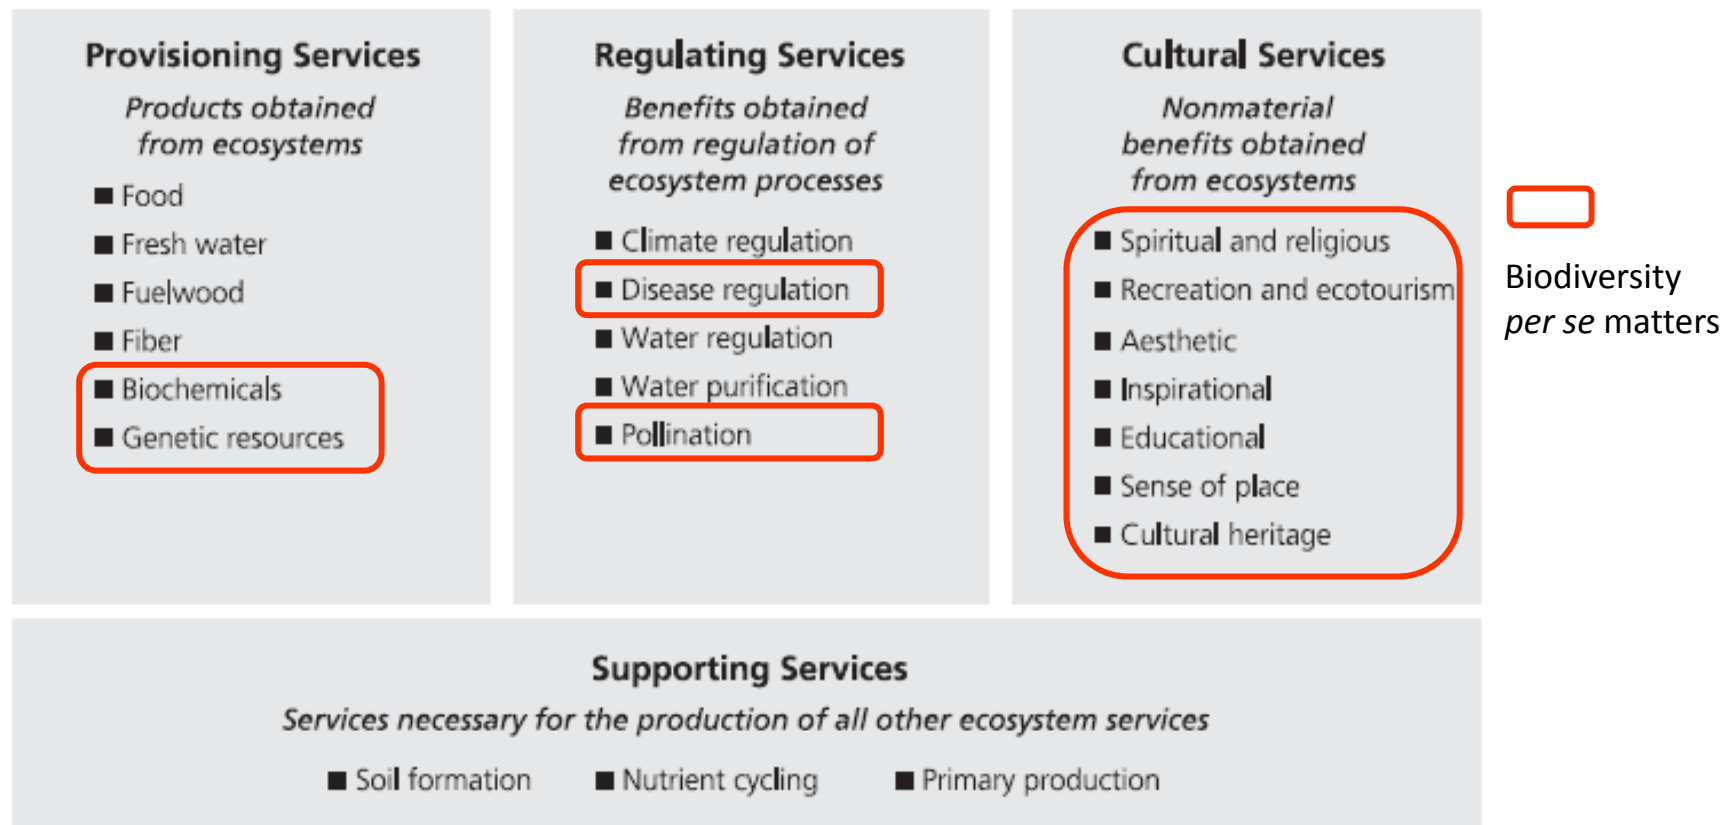 Provisioning Services
Products obtained
from ecosystems
■ Food
■ Fresh water
■ Fuelwood
■ Fiber
■ Biochemicals
■ Genetic resources
Regulating Services
Benefits obtained
from regulation of
ecosystem processes
■ Climate regulation
■ Disease regulation
■ Water regulation
■ Water purification
■ Pollination
Cultural Services
Nonmaterial
benefits obtained
from ecosystems
■ Spiritual and religious
■ Recreation and ecotourism
■ Aesthetic
■ Inspirational
■ Educational
■ Sense of place
■ Cultural heritage
Biodiversity
per se matters
Supporting Services
Services necessary for the production of all other ecosystem services
■ Soil formation ■ Nutrient cycling ■ Primary production